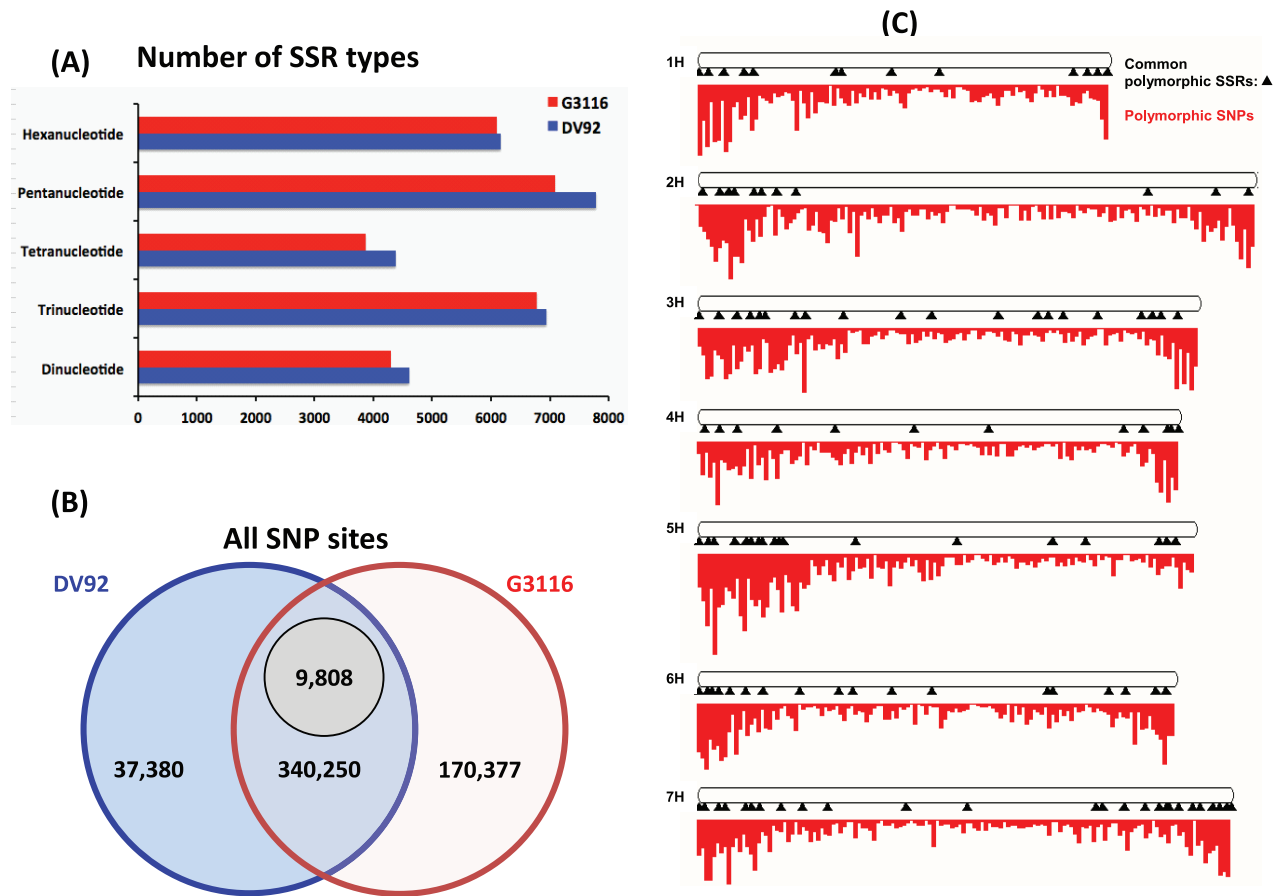 (A)
Number of SSR types
G3116
DV92
Hexanucleotide
Pentanucleotide
Tetranucleotide
Trinucleotide
Dinucleotide
0 1000 2000 3000 4000 5000 6000 7000 8000
(B)
All SNP sites
DV92
G3116
9,808
37,380
340,250
170,377
(C)
1H
Common
polymorphic SSRs: ▲
Polymorphic SNPs
2H
3H
4H
5H
6H
7H